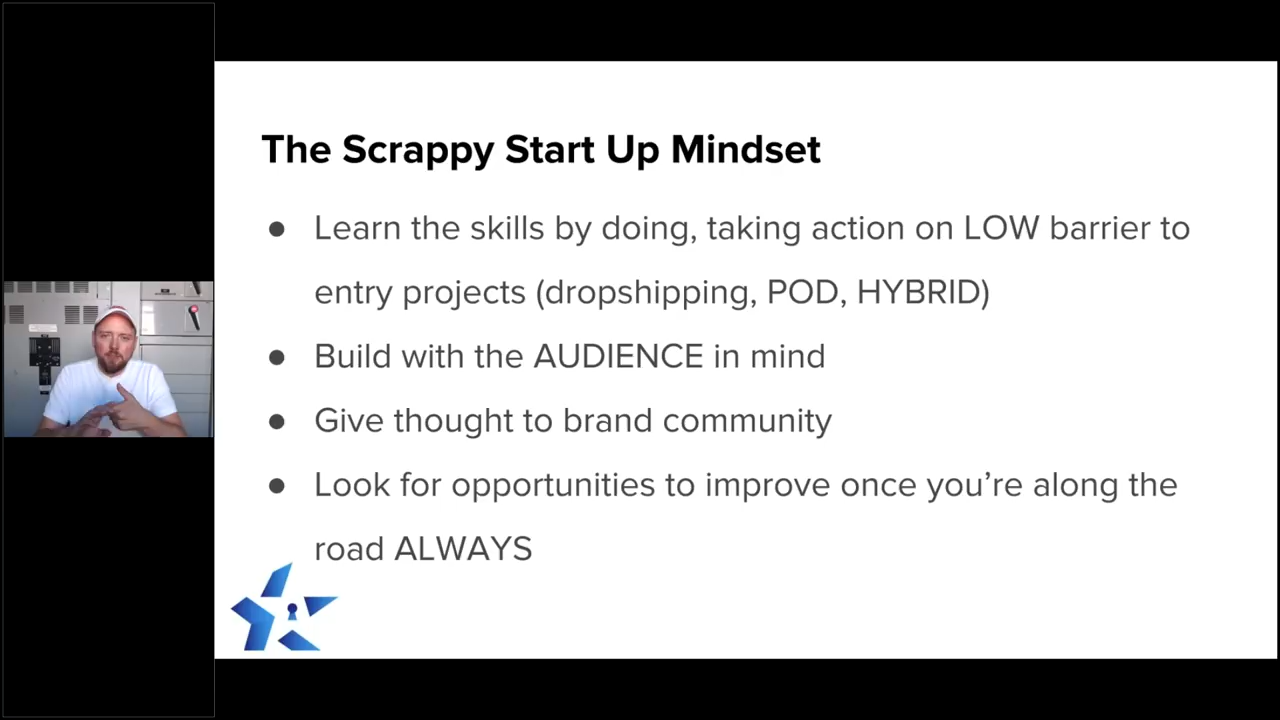 The Scrappy Start Up Mindset
● Learn the skills by doing, taking action on LOW barrier to
entry projects (dropshipping, POD, HYBRID)
● Build with the AUDIENCE in mind
● Give thought to brand community
● Look for opportunities to improve once you’re along the
road ALWAYS